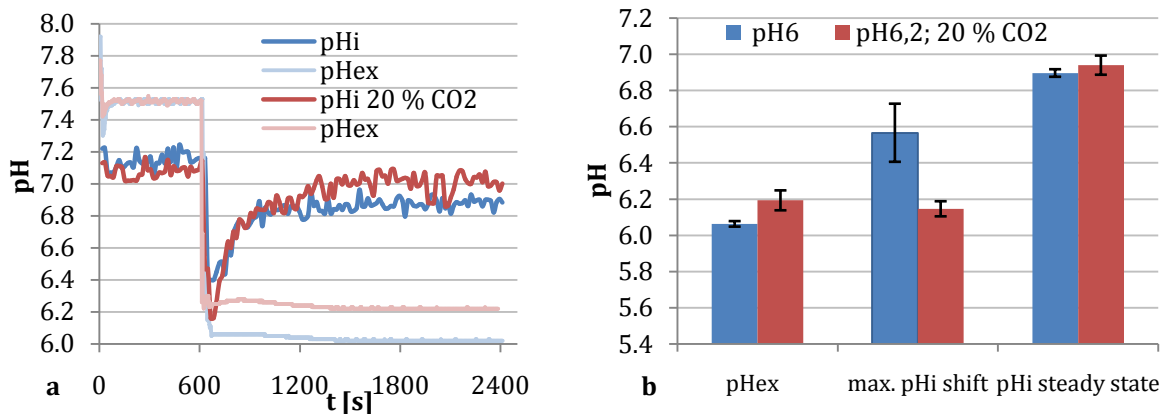 8.0
7.8
7.6
7.4
7.2
7.0
6.8
6.6
6.4
6.2
6.0
pH
pHi
pHex
pHi 20 % CO2
pHex
0
600
1200
1800
2400
t [s]
a
7.2
7.0
6.8
6.6
6.4
6.2
6.0
5.8
5.6
5.4
pH
pH6
pH6,2; 20 % CO2
pHex
max. pHi shift
pHi steady state
b